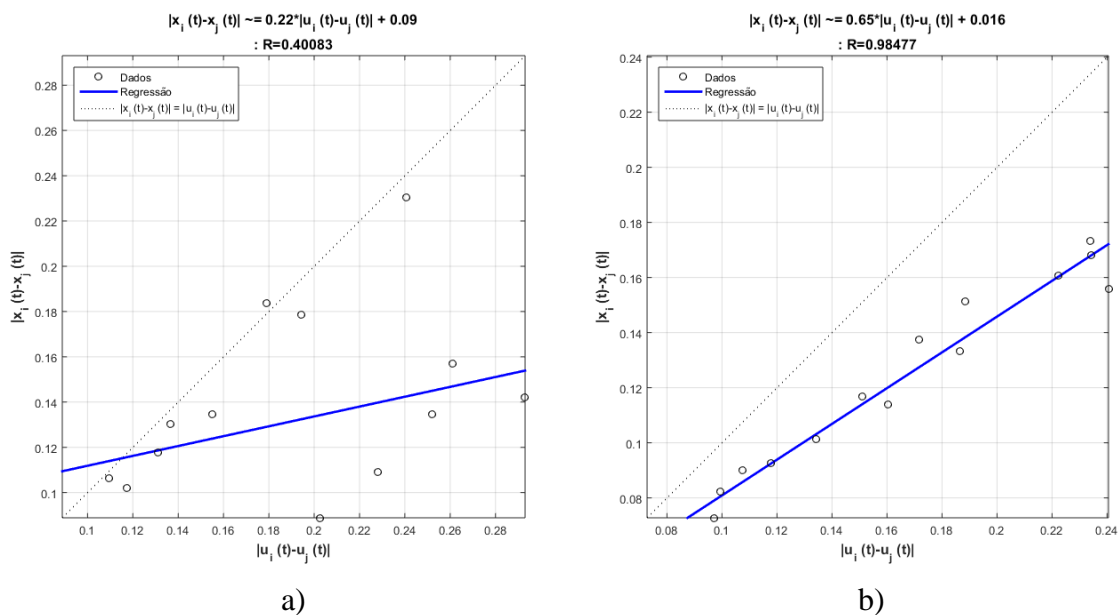 |x_i (t)-x_j (t)| ~= 0.22*|u_i (t)-u_j (t)| + 0.09
: R=0.40083
Dados
Regressão
|x_i (t)-x_j (t)| = |u_i (t)-u_j (t)|
0.28
0.26
0.24
0.22
0.2
0.18
0.16
0.14
0.12
0.1
|x_i (t)-x_j (t)|
0.1 0.12 0.14 0.16 0.18 0.2 0.22 0.24 0.26 0.28
|u_i (t)-u_j (t)|
a)
|x_i (t)-x_j (t)| ~= 0.65*|u_i (t)-u_j (t)| + 0.016
: R=0.98477
Dados
Regressão
|x_i (t)-x_j (t)| = |u_i (t)-u_j (t)|
0.24
0.22
0.2
0.18
0.16
0.14
0.12
0.1
0.08
|x_i (t)-x_j (t)|
0.08 0.1 0.12 0.14 0.16 0.18 0.2 0.22 0.24
|u_i (t)-u_j (t)|
b)